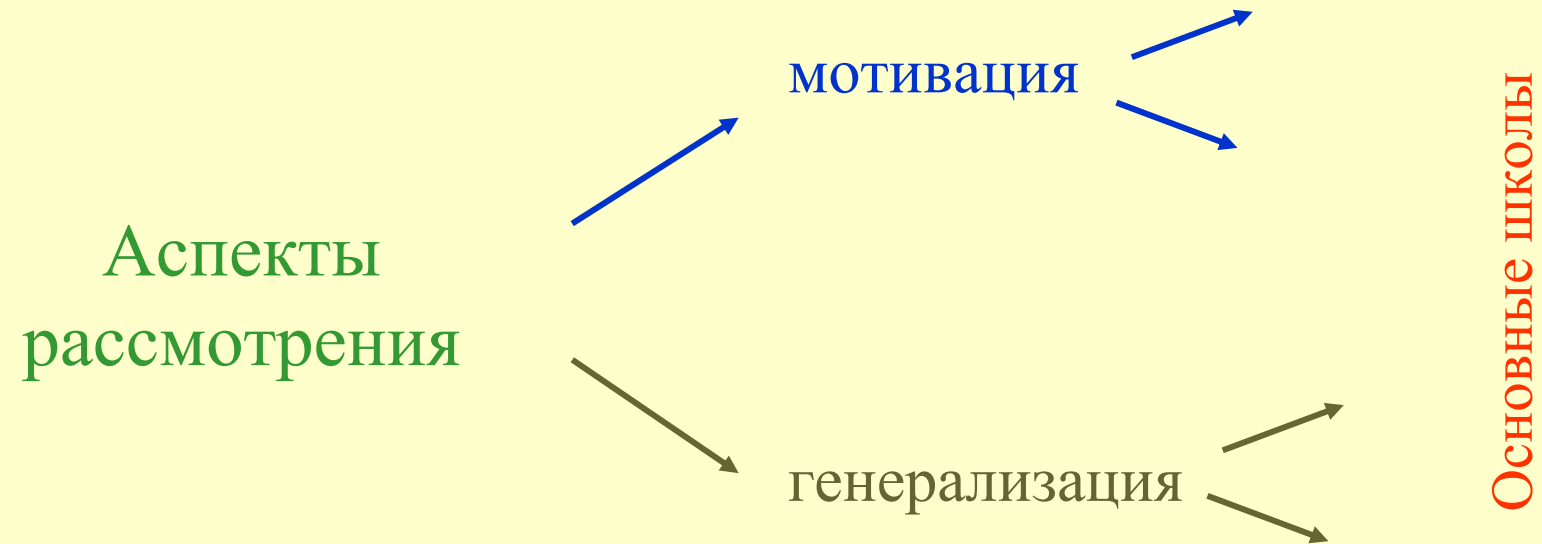 мотивация
Аспекты
рассмотрения
генерализация
Основные школы